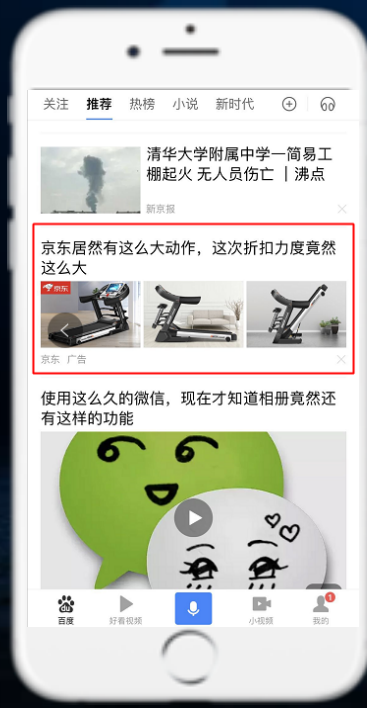 关注 推荐 热榜 小说 新时代
清华大学附属中学一简易工
棚起火 无人员伤亡 ｜沸点
新京报
京东居然有这么大动作，这次折扣力度竟然
这么大
京东
京东 广告
使用这么久的微信，现在才知道相册竟然还
有这样的功能
du
1
百度 好看视频 小视频 我的